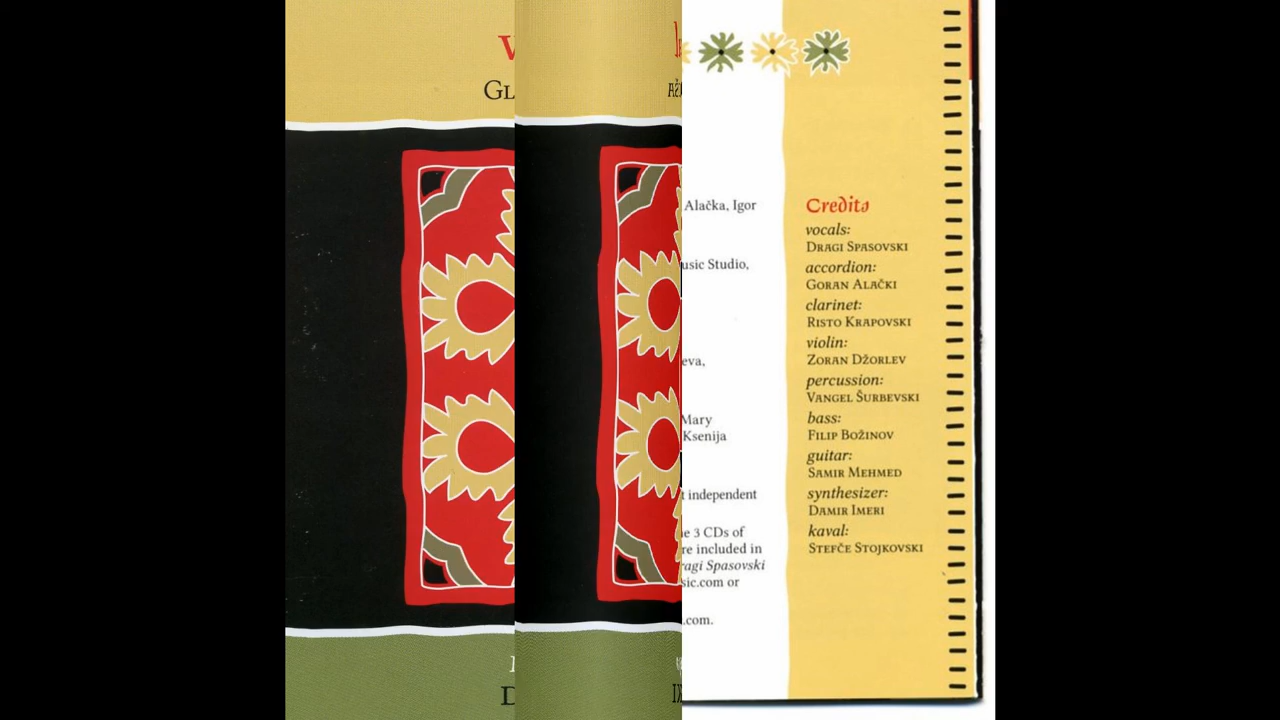 Alačka, Igor
usic Studio,
eva,
Mary
Ksenija
t independent
e 3 CDs of
re included in
ragi Spasovski
sic.com or
.com.
Credits
vocals:
DRAGI SPASOVSKI
accordion:
GORAN ALAČKI
clarinet:
RISTO KRAPOVSKI
violin:
ZORAN DŽORLEV
percussion:
VANGEL ŠURBEVSKI
bass:
FILIP BOŽINOV
guitar:
SAMIR MEHMED
synthesizer:
DAMIR IMERI
kaval:
STEFČE STOJKOVSKI